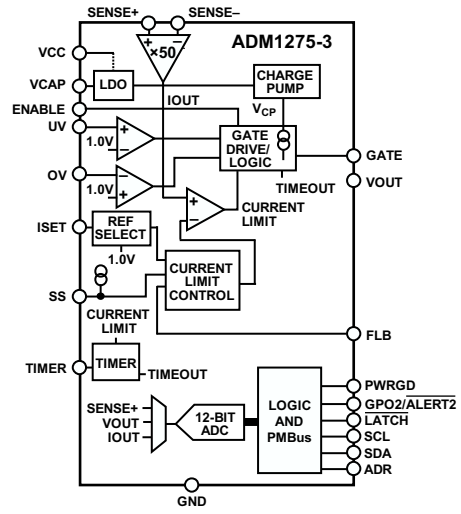 SENSE+ SENSE–
ADM1275-3
VCC
×50
VCAP
LDO
CHARGE
PUMP
IOUT
VCP
ENABLE
UV
1.0V
GATE
DRIVE/
LOGIC
GATE
OV
1.0V
TIMEOUT
VOUT
CURRENT
LIMIT
ISET
REF
SELECT
1.0V
CURRENT
LIMIT
CONTROL
SS
FLB
CURRENT
LIMIT
TIMER
TIMER
TIMEOUT
SENSE+
VOUT
IOUT
12-BIT
ADC
LOGIC
AND
PMBus
PWRGD
GPO2/ALERT2
LATCH
SCL
SDA
ADR
GND